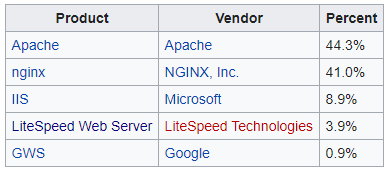 Product Vendor Percent
Apache Apache 44.3%
nginx NGINX, Inc. 41.0%
IIS Microsoft 8.9%
LiteSpeed Web Server LiteSpeed Technologies 3.9%
GWS Google 0.9%